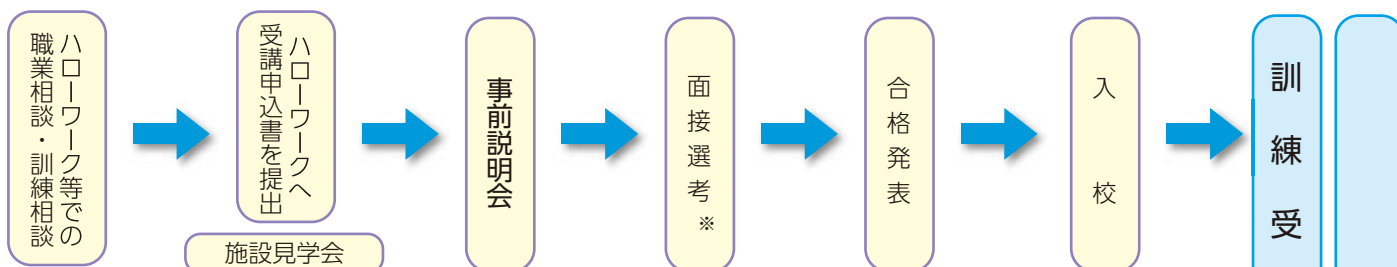 ハローワーク等での
職業相談・訓練相談
ハローワークへ
受講申込書を提出
施設見学会
事前説明会
面接選考※
合格発表
入校
訓練受